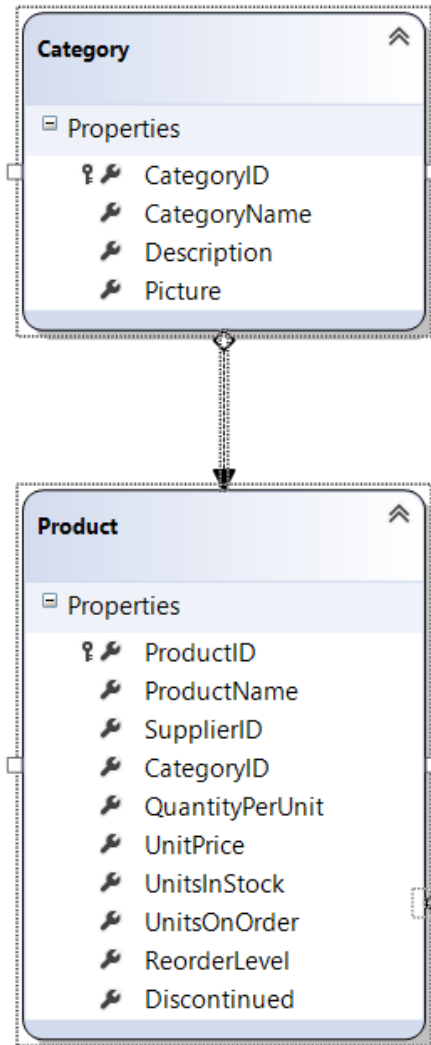 Category
Properties
CategoryID
CategoryName
Description
Picture
Product
Properties
ProductID
ProductName
SupplierID
CategoryID
QuantityPerUnit
UnitPrice
UnitsInStock
UnitsOnOrder
ReorderLevel
Discontinued